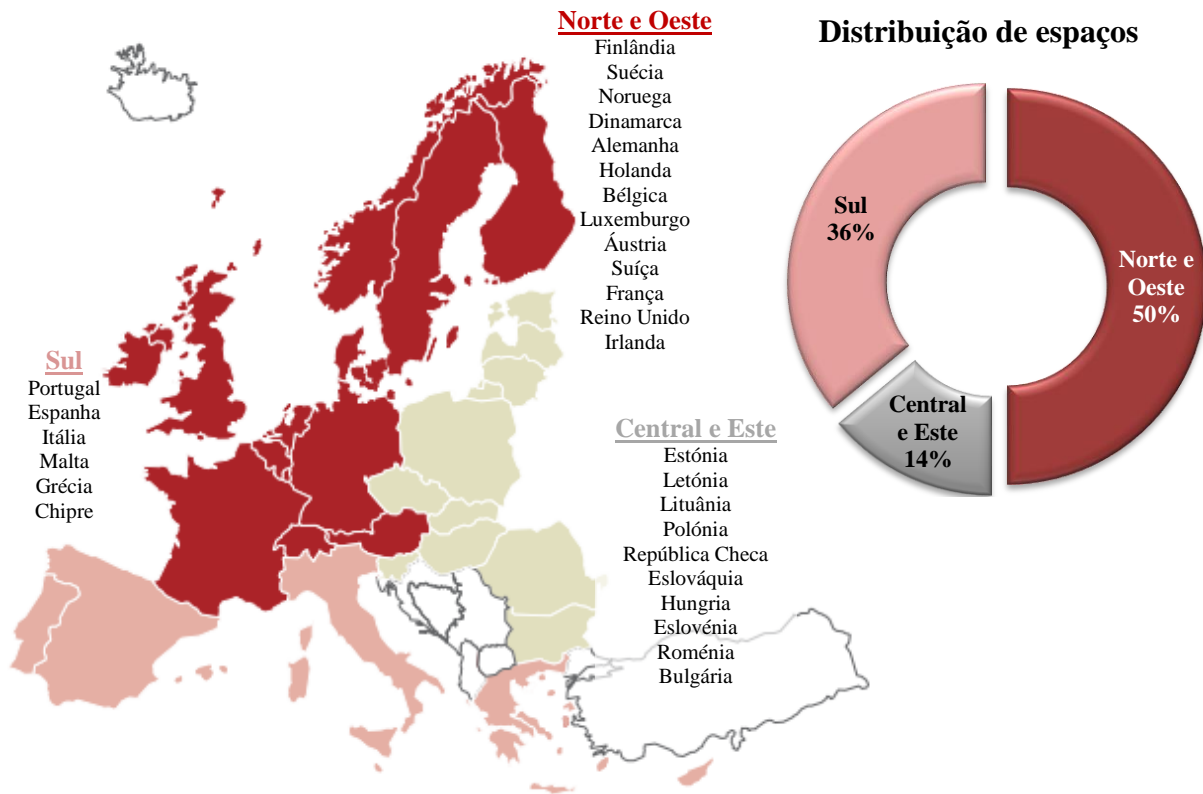 Norte e Oeste
Finlândia
Suécia
Noruega
Dinamarca
Alemanha
Holanda
Bélgica
Luxemburgo
Áustria
Suíça
França
Reino Unido
Irlanda
Sul
Portugal
Espanha
Itália
Malta
Grécia
Chipre
Central e Este
Estónia
Letónia
Lituânia
Polónia
República Checa
Eslováquia
Hungria
Eslovénia
Roménia
Bulgária
Distribuição de espaços
Sul
36%
Norte e
Oeste
50%
Central
e Este
14%